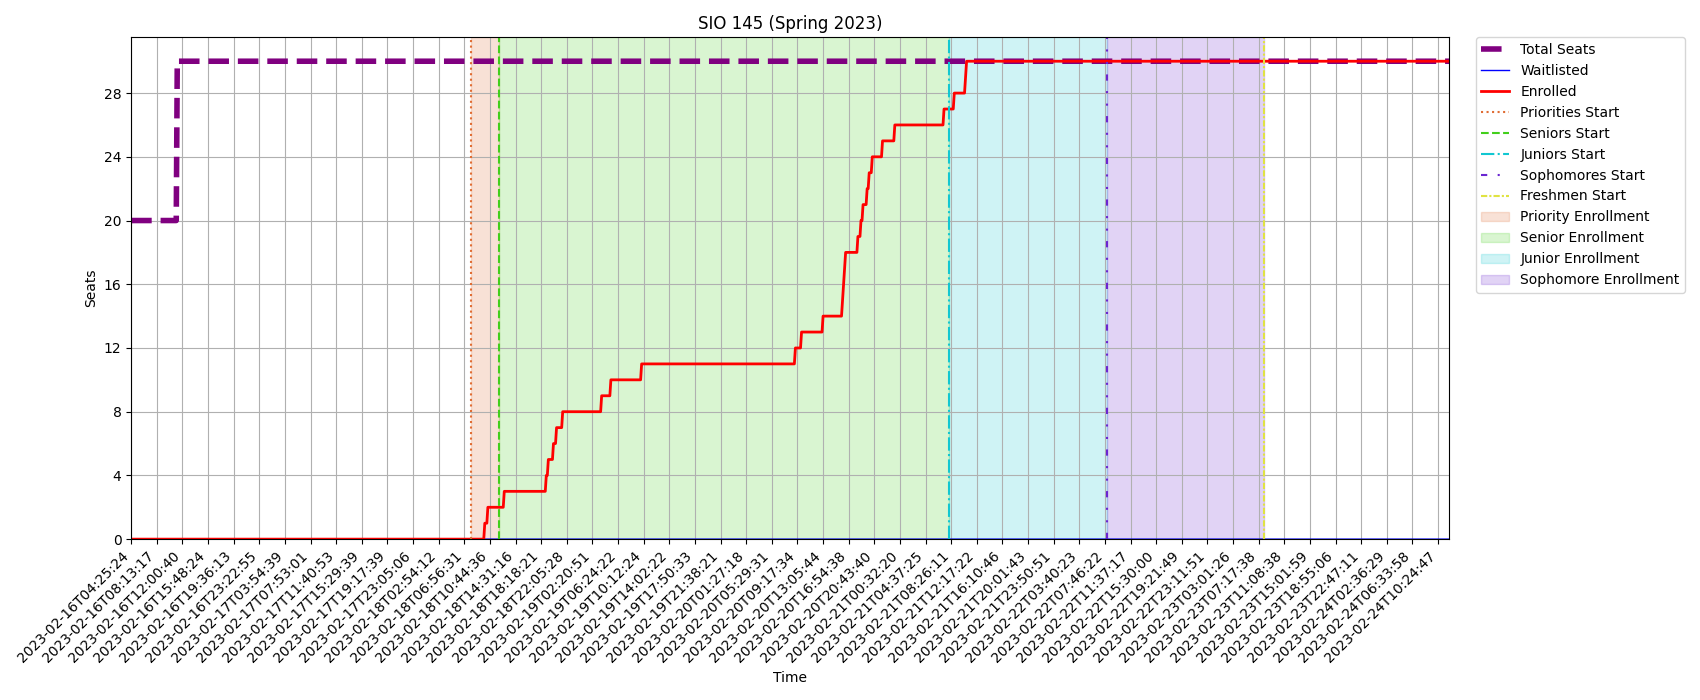 SIO 145 (Spring 2023)
Total Seats
Waitlisted
Enrolled
Priorities Start
Seniors Start
Juniors Start
Sophomores Start
Freshmen Start
Priority Enrollment
Senior Enrollment
Junior Enrollment
Sophomore Enrollment
Seats
28
24
20
16
12
8
4
0
2023-02-16T04:25:24
2023-02-16T08:13:17
2023-02-16T12:00:40
2023-02-16T15:48:24
2023-02-16T19:36:13
2023-02-16T23:22:55
2023-02-17T03:54:39
2023-02-17T07:53:01
2023-02-17T11:40:53
2023-02-17T15:29:39
2023-02-17T19:17:39
2023-02-17T23:05:06
2023-02-18T02:54:12
2023-02-18T06:56:31
2023-02-18T10:44:36
2023-02-18T14:31:16
2023-02-18T18:18:21
2023-02-18T22:05:28
2023-02-19T02:20:51
2023-02-19T06:24:22
2023-02-19T10:12:24
2023-02-19T14:02:22
2023-02-19T17:50:33
2023-02-19T21:38:21
2023-02-20T01:27:18
2023-02-20T05:29:31
2023-02-20T09:17:34
2023-02-20T13:05:44
2023-02-20T16:54:38
2023-02-20T20:43:40
2023-02-21T00:32:20
2023-02-21T04:37:25
2023-02-21T08:26:11
2023-02-21T12:17:22
2023-02-21T16:10:46
2023-02-21T20:01:43
2023-02-21T23:50:51
2023-02-22T03:40:23
2023-02-22T07:46:22
2023-02-22T11:37:17
2023-02-22T15:30:00
2023-02-22T19:21:49
2023-02-22T23:11:51
2023-02-23T03:01:26
2023-02-23T07:17:38
2023-02-23T11:08:38
2023-02-23T15:01:59
2023-02-23T18:55:06
2023-02-23T22:47:11
2023-02-24T02:36:29
2023-02-24T06:33:58
2023-02-24T10:24:47
Time